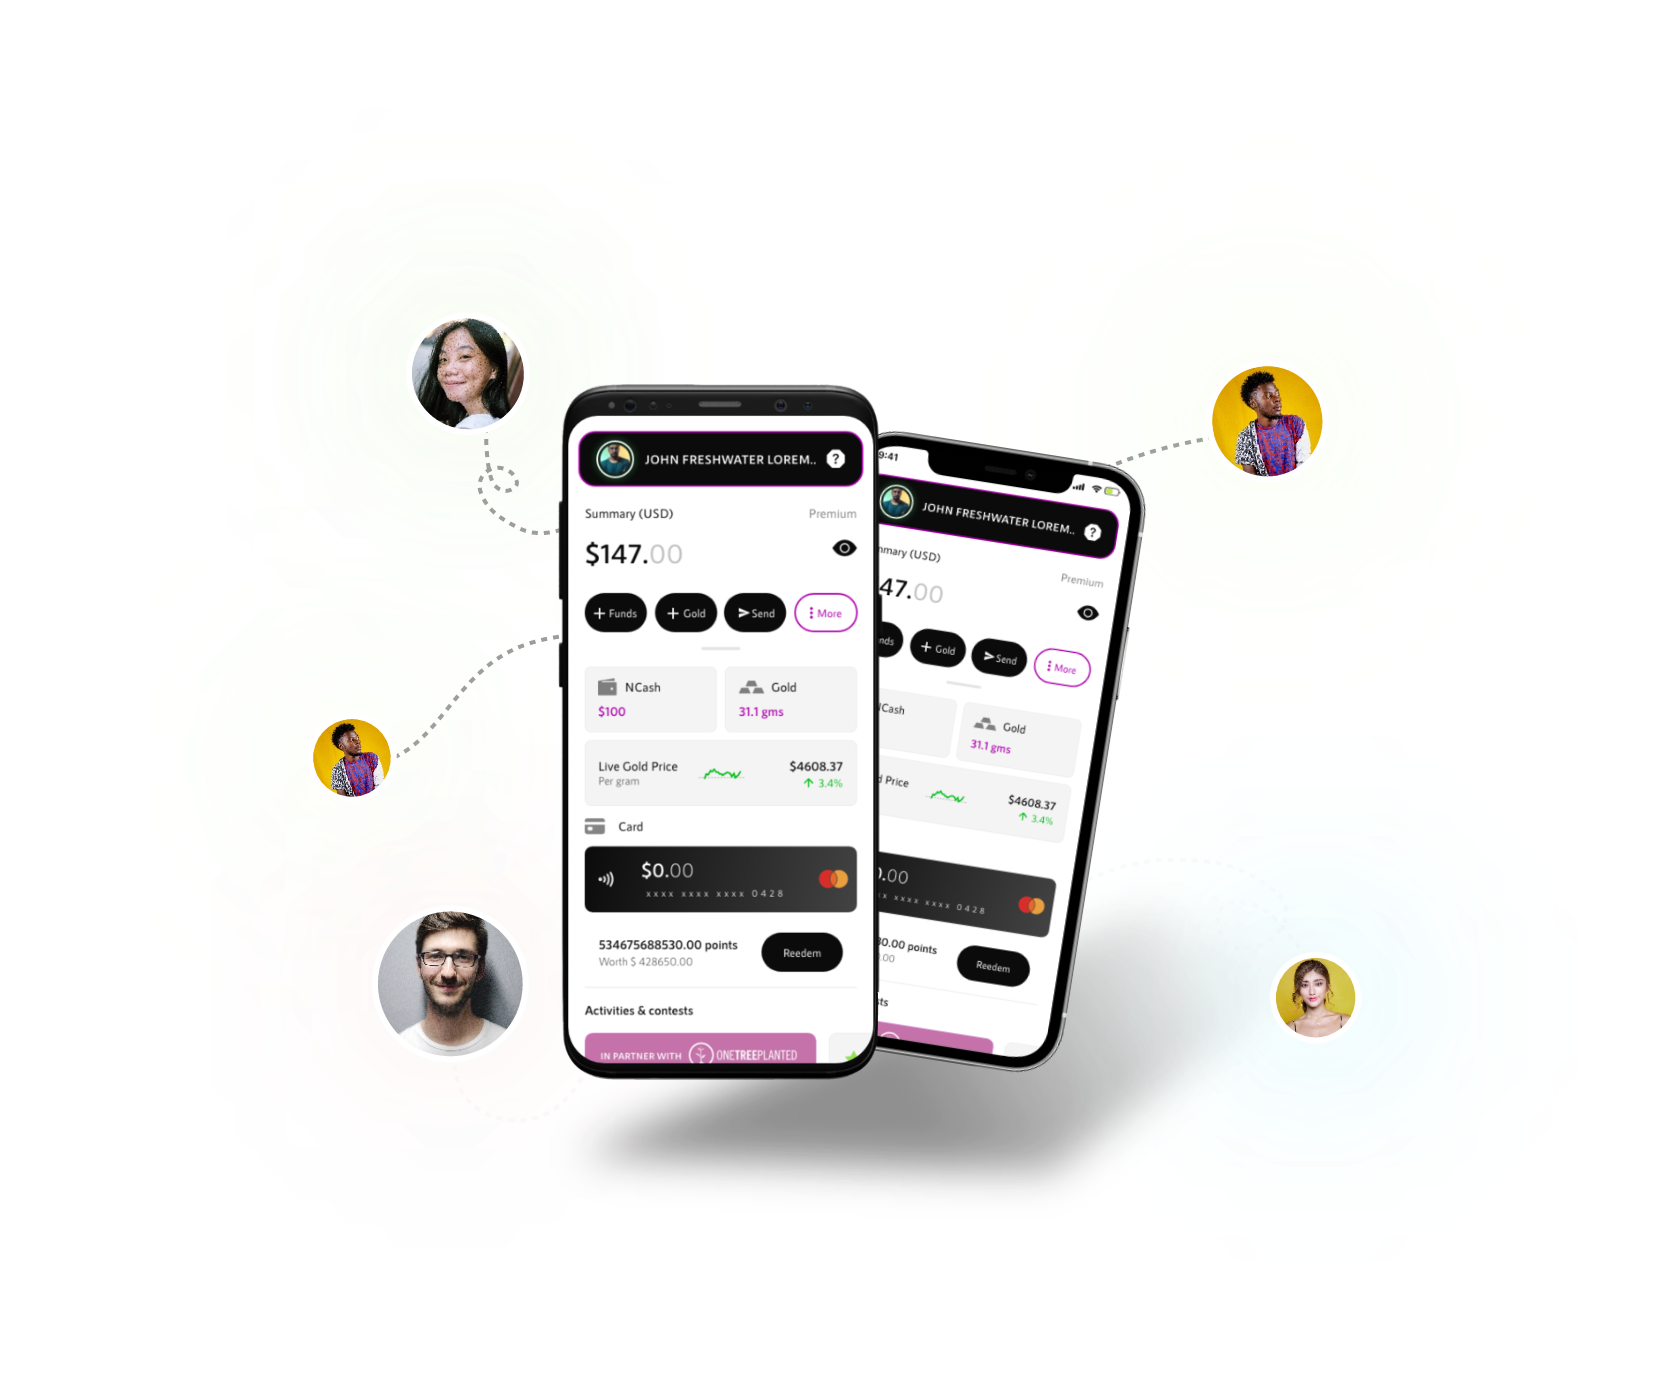 JOHN FRESHWATER LOREM..
?
Summary (USD)
Premium
$147.00
+ Funds
+ Gold
Send
More
NCash
$100
Gold
31.1 gms
Live Gold Price
Per gram
$4608.37
↑ 3.4%
Card
$0.00
xxxx xxxx xxxx 0428
534675688530.00 points
Worth $ 428650.00
Reedem
Activities & contests
IN PARTNER WITH ONETREEPLANTED
9:41
JOHN FRESHWATER LOREM..
?
mmary (USD)
Premium
47.00
nds
+ Gold
Send
More
NCash
Gold
31.1 gms
d Price
$4608.37
↑ 3.4%
.00
xx xxxx xxxx 0428
30.00 points
.00
Reedem
sts